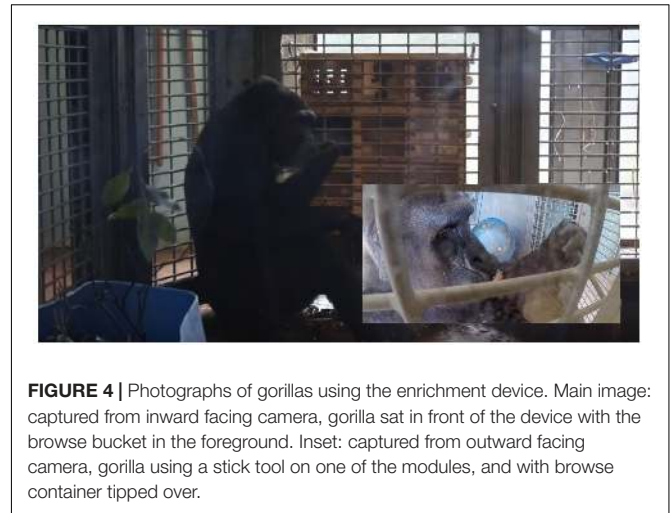 FIGURE 4 | Photographs of gorillas using the enrichment device. Main image:
captured from inward facing camera, gorilla sat in front of the device with the
browse bucket in the foreground. Inset: captured from outward facing
camera, gorilla using a stick tool on one of the modules, and with browse
container tipped over.